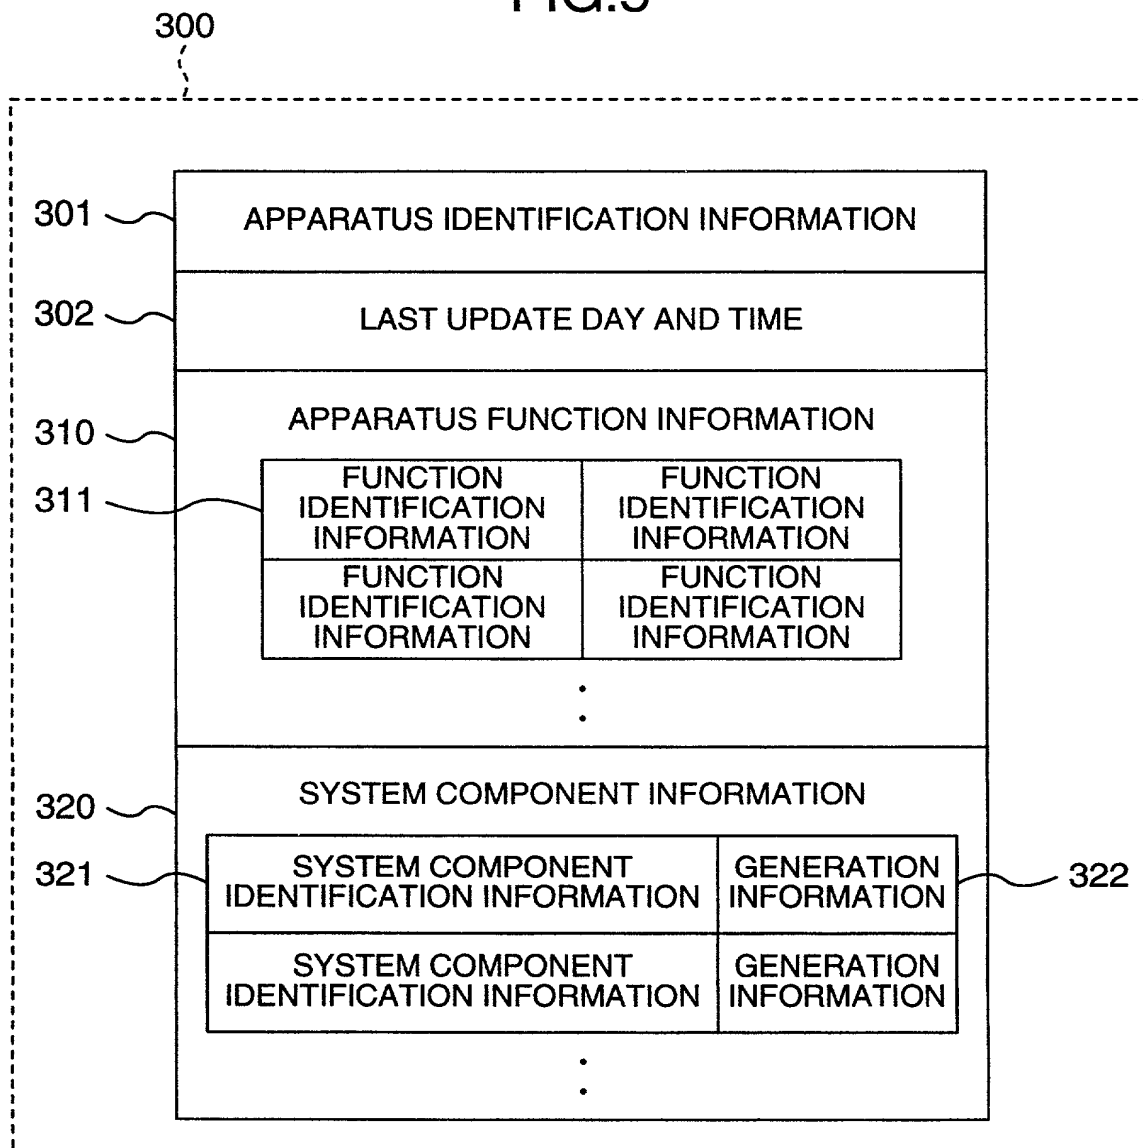 FIG.3
300
301
APPARATUS IDENTIFICATION INFORMATION
302
LAST UPDATE DAY AND TIME
310
APPARATUS FUNCTION INFORMATION
311
FUNCTION
IDENTIFICATION
INFORMATION
FUNCTION
IDENTIFICATION
INFORMATION
FUNCTION
IDENTIFICATION
INFORMATION
FUNCTION
IDENTIFICATION
INFORMATION
320
SYSTEM COMPONENT INFORMATION
321
SYSTEM COMPONENT
IDENTIFICATION INFORMATION
GENERATION
INFORMATION
322
SYSTEM COMPONENT
IDENTIFICATION INFORMATION
GENERATION
INFORMATION